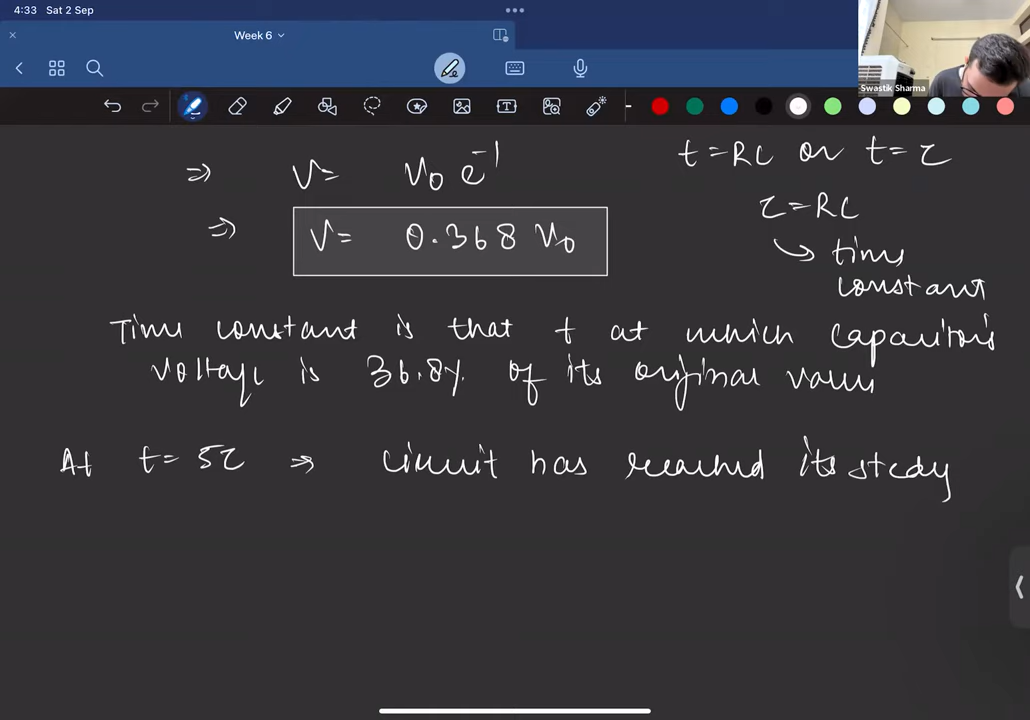 4:33 Sat 2 Sep
Week 6
Swastik Sharma
⇒ V = V₀ e⁻¹
t = RC or t = τ
τ = RC
⇒ V = 0.368 V₀
↳ time
constant
Time constant is that t at which capacitor's
voltage is 36.8% of its original value
At t = 5τ ⇒ circuit has reached its stedy